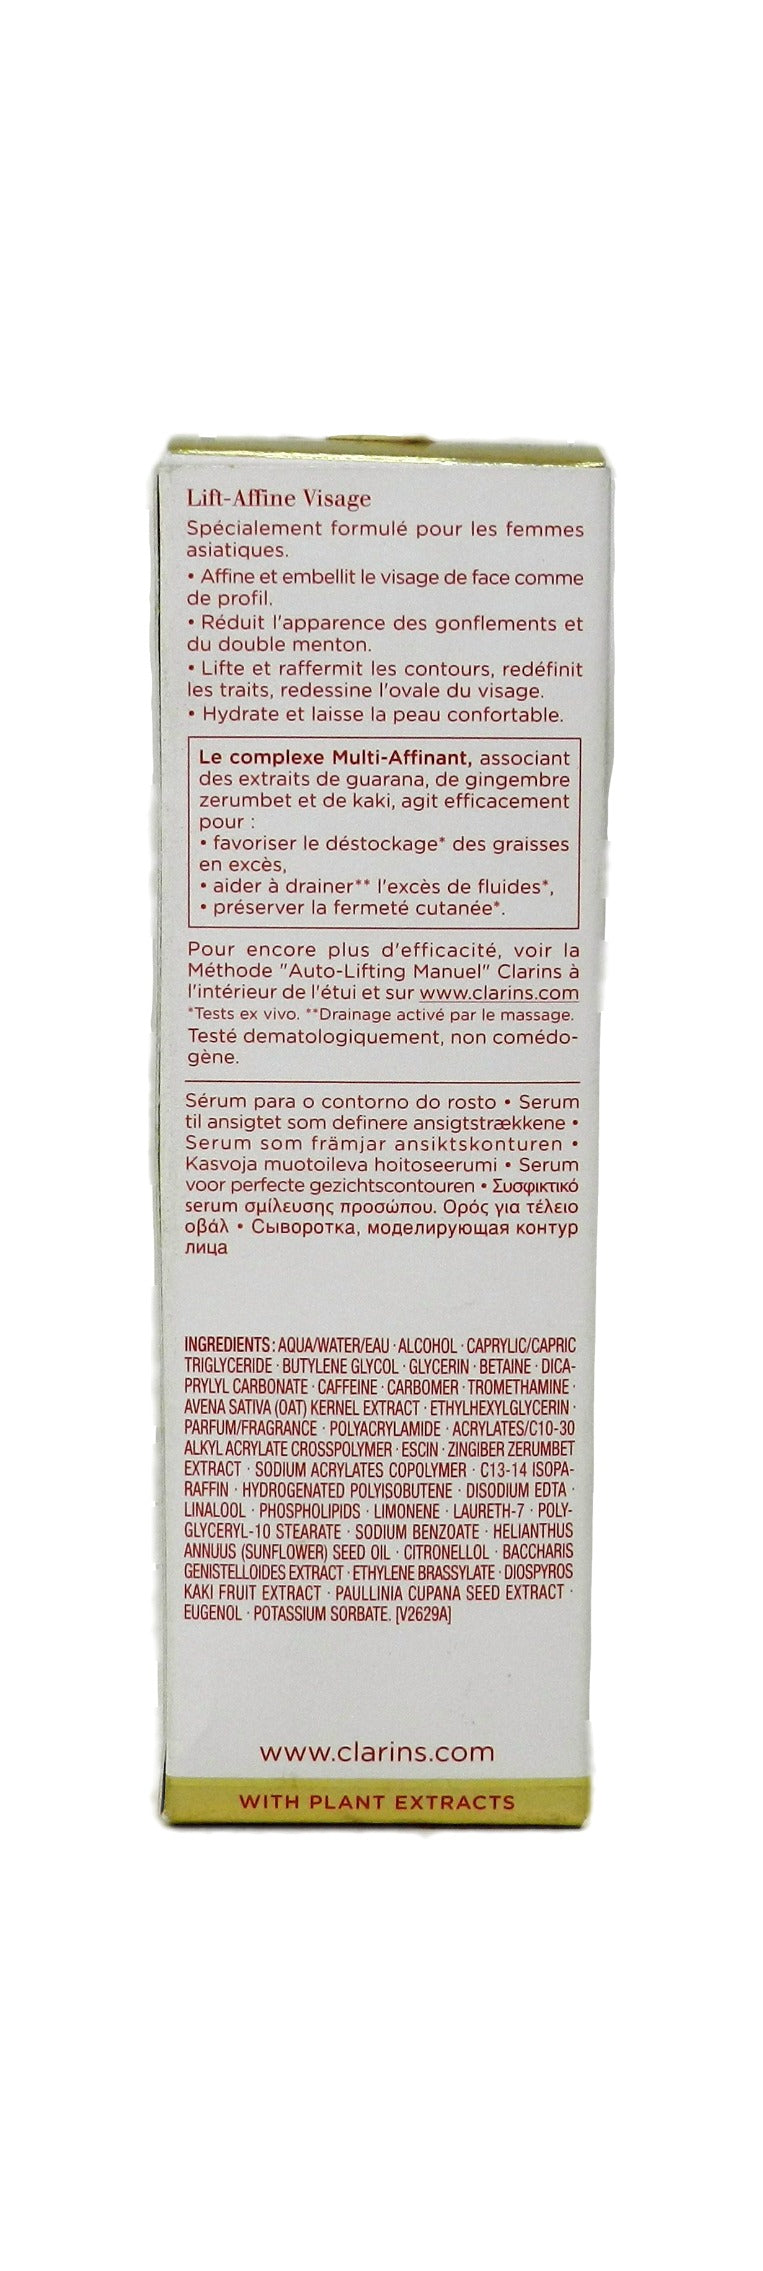 Lift-Affine Visage
Spécialement formulé pour les femmes
asiatiques.
• Affine et embellit le visage de face comme
de profil.
• Réduit l'apparence des gonflements et
du double menton.
• Lifte et raffermit les contours, redéfinit
les traits, redessine l'ovale du visage.
• Hydrate et laisse la peau confortable.
Le complexe Multi-Affinant, associant
des extraits de guarana, de gingembre
zerumbet et de kaki, agit efficacement
pour :
• favoriser le déstockage* des graisses
en excès,
• aider à drainer** l'excès de fluides*,
• préserver la fermeté cutanée*.
Pour encore plus d'efficacité, voir la
Méthode "Auto-Lifting Manuel" Clarins à
l'intérieur de l'étui et sur www.clarins.com
*Tests ex vivo. **Drainage activé par le massage.
Testé dematologiquement, non comédo-
gène.
Sérum para o contorno do rosto • Serum
til ansigtet som definere ansigtstrækkene •
Serum som främjar ansiktskonturen •
Kasvoja muotoileva hoitoseerumi • Serum
voor perfecte gezichtscontouren • Συσφικτικό
serum σμίλευσης προσώπου. Ορός για τέλειο
οβάλ • Сыворотка, моделирующая контур
лица
INGREDIENTS: AQUA/WATER/EAU · ALCOHOL · CAPRYLIC/CAPRIC
TRIGLYCERIDE · BUTYLENE GLYCOL · GLYCERIN · BETAINE · DICA-
PRYLYL CARBONATE · CAFFEINE · CARBOMER · TROMETHAMINE ·
AVENA SATIVA (OAT) KERNEL EXTRACT · ETHYLHEXYLGLYCERIN ·
PARFUM/FRAGRANCE · POLYACRYLAMIDE · ACRYLATES/C10-30
ALKYL ACRYLATE CROSSPOLYMER · ESCIN · ZINGIBER ZERUMBET
EXTRACT · SODIUM ACRYLATES COPOLYMER · C13-14 ISOPA-
RAFFIN · HYDROGENATED POLYISOBUTENE · DISODIUM EDTA ·
LINALOOL · PHOSPHOLIPIDS · LIMONENE · LAURETH-7 · POLY-
GLYCERYL-10 STEARATE · SODIUM BENZOATE · HELIANTHUS
ANNUUS (SUNFLOWER) SEED OIL · CITRONELLOL · BACCHARIS
GENISTELLOIDES EXTRACT · ETHYLENE BRASSYLATE · DIOSPYROS
KAKI FRUIT EXTRACT · PAULLINIA CUPANA SEED EXTRACT ·
EUGENOL · POTASSIUM SORBATE. [V2629A]
www.clarins.com
WITH PLANT EXTRACTS